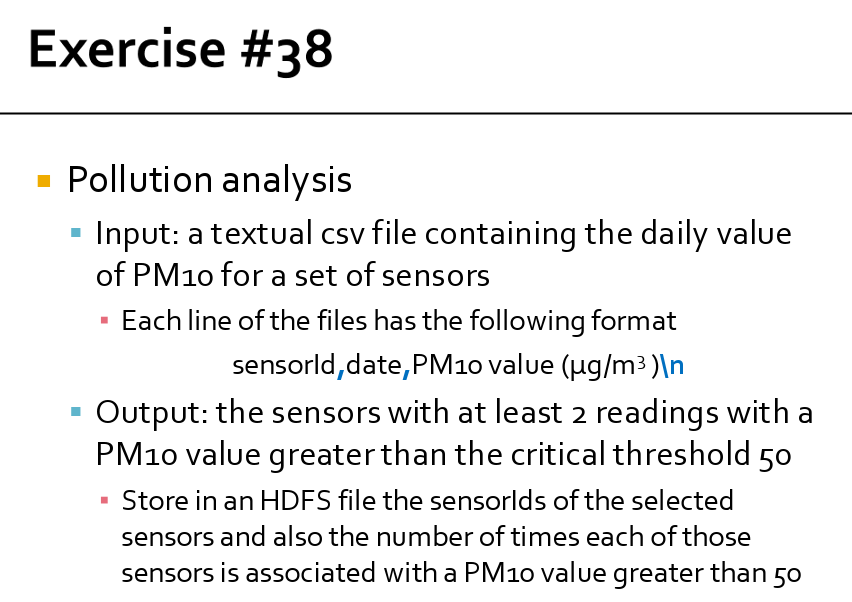 Exercise #38
Pollution analysis
Input: a textual csv file containing the daily value
of PM10 for a set of sensors
Each line of the files has the following format
sensorId,date,PM10 value (μg/m³ )\n
Output: the sensors with at least 2 readings with a
PM10 value greater than the critical threshold 50
Store in an HDFS file the sensorIds of the selected
sensors and also the number of times each of those
sensors is associated with a PM10 value greater than 50